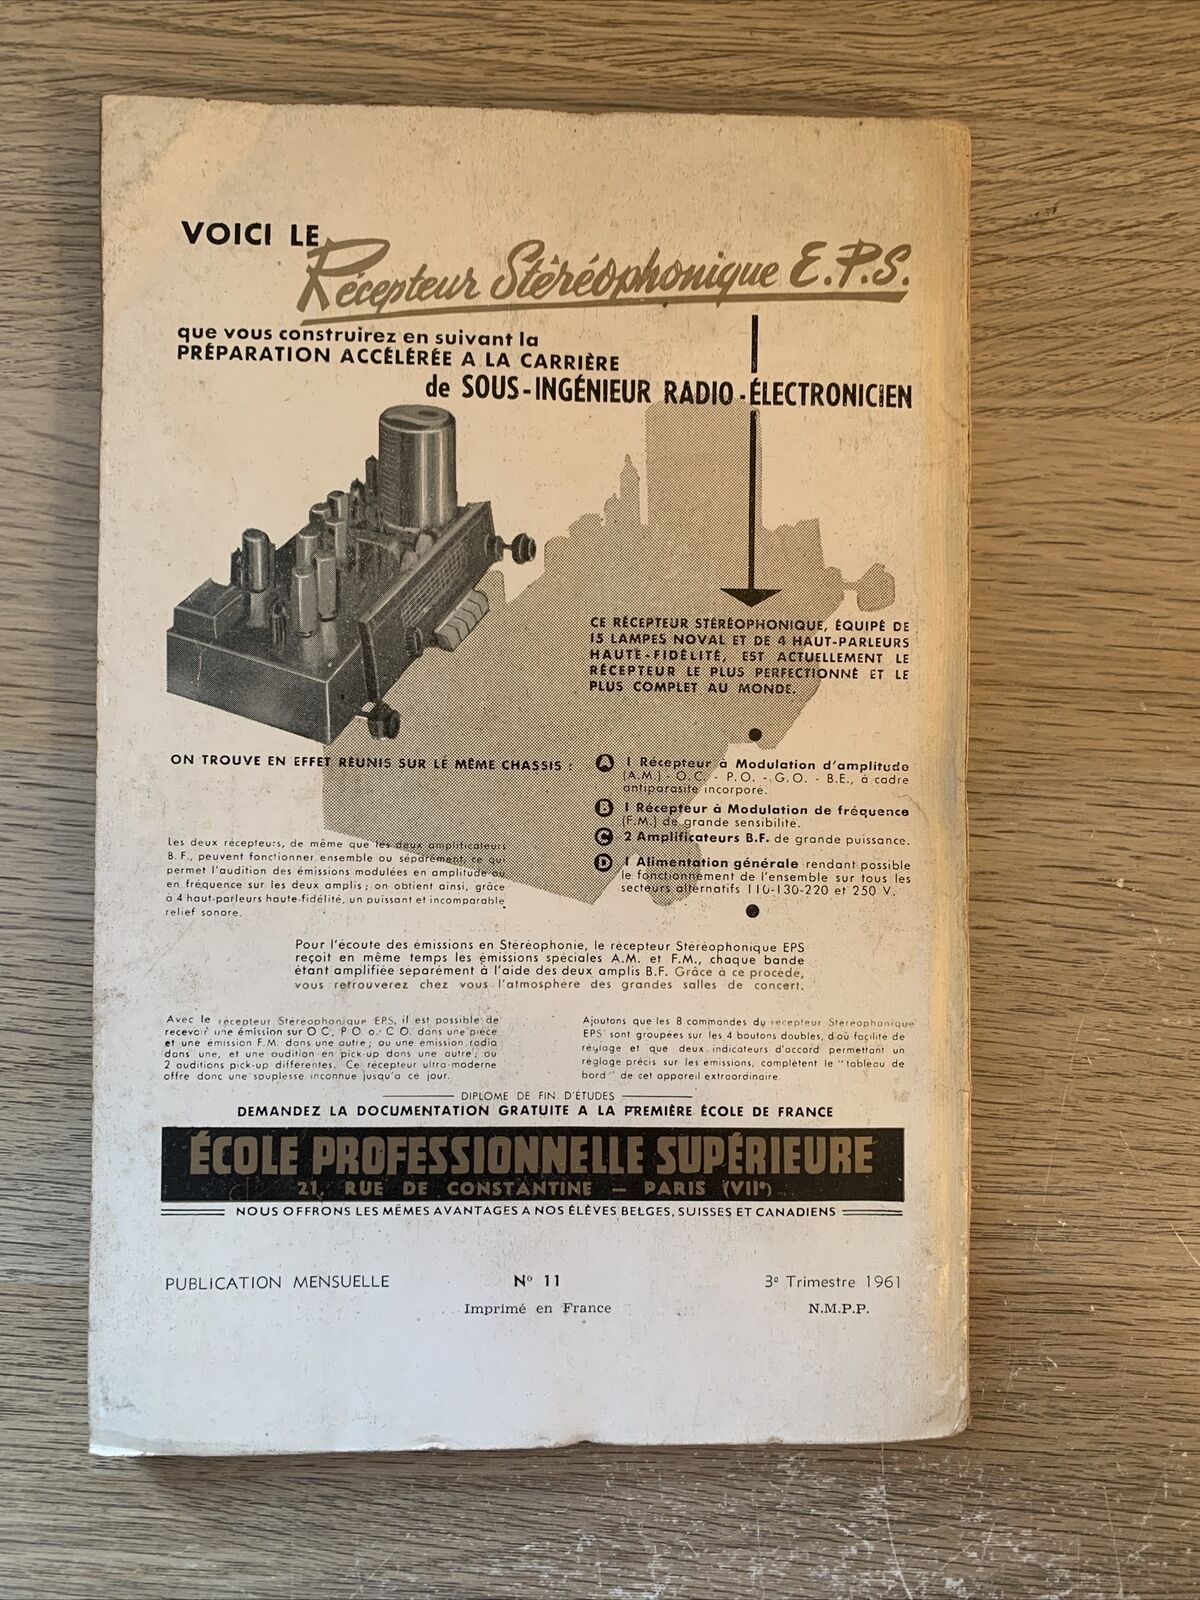 VOICI LE
Récepteur Stéréophonique E.P.S.
que vous construirez en suivant la
PRÉPARATION ACCÉLÉRÉE A LA CARRIÈRE
de SOUS-INGÉNIEUR RADIO-ÉLECTRONICIEN
CE RÉCEPTEUR STÉRÉOPHONIQUE, ÉQUIPÉ DE
15 LAMPES NOVAL ET DE 4 HAUT-PARLEURS
HAUTE-FIDÉLITÉ, EST ACTUELLEMENT LE
RÉCEPTEUR LE PLUS PERFECTIONNÉ ET LE
PLUS COMPLET AU MONDE.
ON TROUVE EN EFFET RÉUNIS SUR LE MÊME CHASSIS :
A 1 Récepteur à Modulation d'amplitude
(A.M.) - O.C. - P.O. - G.O. - B.E., à cadre
antiparasite incorporé.
B 1 Récepteur à Modulation de fréquence
(F.M.) de grande sensibilité.
C 2 Amplificateurs B.F. de grande puissance.
D 1 Alimentation générale rendant possible
le fonctionnement de l'ensemble sur tous les
secteurs alternatifs 110-130-220 et 250 V.
Les deux récepteurs, de même que les deux amplificateurs
B.F., peuvent fonctionner ensemble ou séparément, ce qui
permet l'audition des émissions modulées en amplitude ou
en fréquence sur les deux amplis ; on obtient ainsi, grâce
à 4 haut-parleurs haute-fidélité, un puissant et incomparable
relief sonore.
Pour l'écoute des émissions en Stéréophonie, le récepteur Stéréophonique EPS
reçoit en même temps les émissions spéciales A.M. et F.M., chaque bande
étant amplifiée séparément à l'aide des deux amplis B.F. Grâce à ce procédé,
vous retrouverez chez vous l'atmosphère des grandes salles de concert.
Avec le récepteur Stéréophonique EPS, il est possible de
recevoir une émission sur O C, P O ou C O. dans une pièce
et une émission F.M. dans une autre ; ou une émission radio
dans une, et une audition en pick-up dans une autre ; ou
2 auditions pick-up différentes. Ce récepteur ultra-moderne
offre donc une souplesse inconnue jusqu'à ce jour.
Ajoutons que les 8 commandes du récepteur Stéréophonique
EPS sont groupées sur les 4 boutons doubles, d'où facilité de
réglage et que deux indicateurs d'accord permettant un
réglage précis sur les émissions, complètent le "tableau de
bord" de cet appareil extraordinaire.
DIPLOME DE FIN D'ÉTUDES
DEMANDEZ LA DOCUMENTATION GRATUITE A LA PREMIÈRE ÉCOLE DE FRANCE
ÉCOLE PROFESSIONNELLE SUPÉRIEURE
21, RUE DE CONSTANTINE — PARIS (VIIe)
NOUS OFFRONS LES MÊMES AVANTAGES A NOS ÉLÈVES BELGES, SUISSES ET CANADIENS
PUBLICATION MENSUELLE No 11 3e Trimestre 1961
Imprimé en France N.M.P.P.